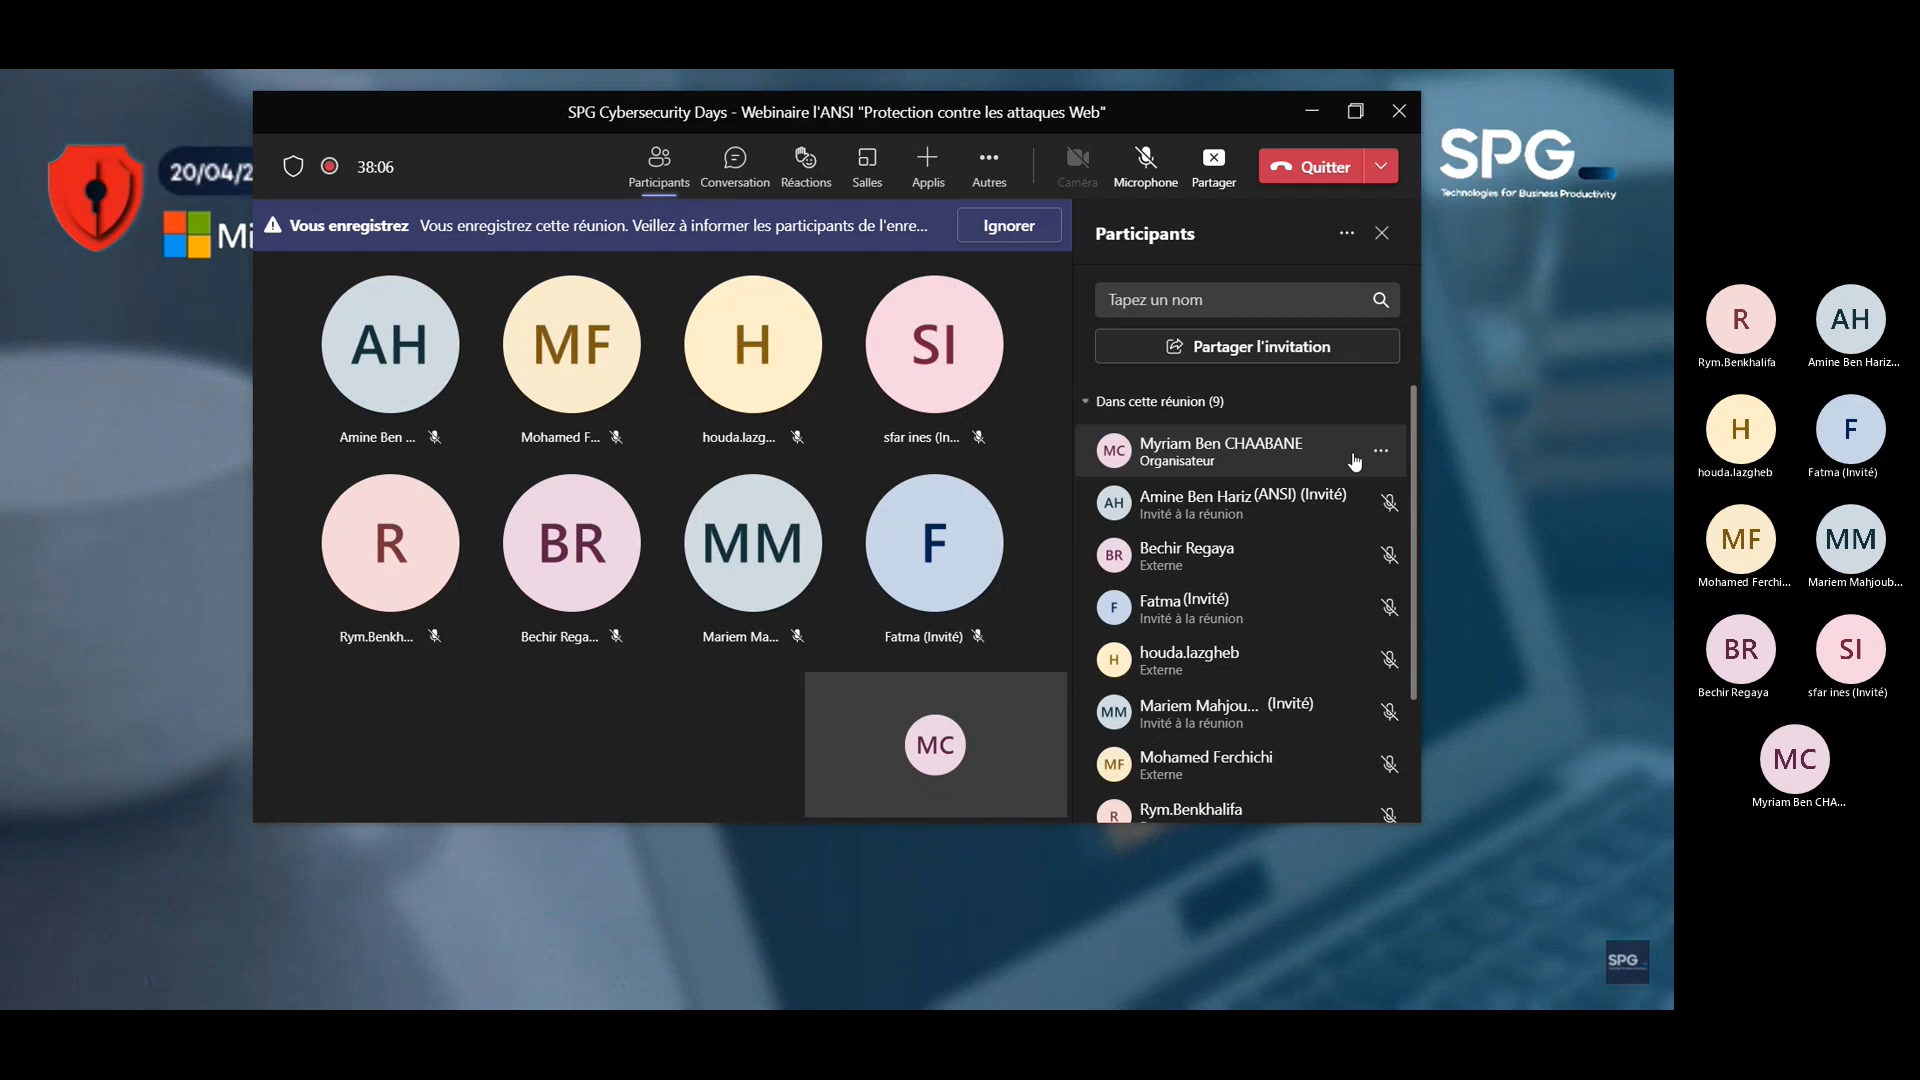 SPG Cybersecurity Days - Webinaire l'ANSI "Protection contre les attaques Web"
20/04/2
Mi
SPG
Technologies for Business Productivity
38:06
Participants
Conversation
Réactions
Salles
Applis
Autres
Caméra
Microphone
Partager
Quitter
Vous enregistrez Vous enregistrez cette réunion. Veillez à informer les participants de l'enre...
Ignorer
AH
Amine Ben ...
MF
Mohamed F...
H
houda.lazg...
SI
sfar ines (In...
R
Rym.Benkh...
BR
Bechir Rega...
MM
Mariem Ma...
F
Fatma (Invité)
MC
Participants
Tapez un nom
Partager l'invitation
Dans cette réunion (9)
MC
Myriam Ben CHAABANE
Organisateur
AH
Amine Ben Hariz (ANSI) (Invité)
Invité à la réunion
BR
Bechir Regaya
Externe
F
Fatma (Invité)
Invité à la réunion
H
houda.lazgheb
Externe
MM
Mariem Mahjou... (Invité)
Invité à la réunion
MF
Mohamed Ferchichi
Externe
R
Rym.Benkhalifa
R
Rym.Benkhalifa
AH
Amine Ben Hariz...
H
houda.lazgheb
F
Fatma (Invité)
MF
Mohamed Ferchi...
MM
Mariem Mahjoub...
BR
Bechir Regaya
SI
sfar ines (Invité)
MC
Myriam Ben CHA...
SPG